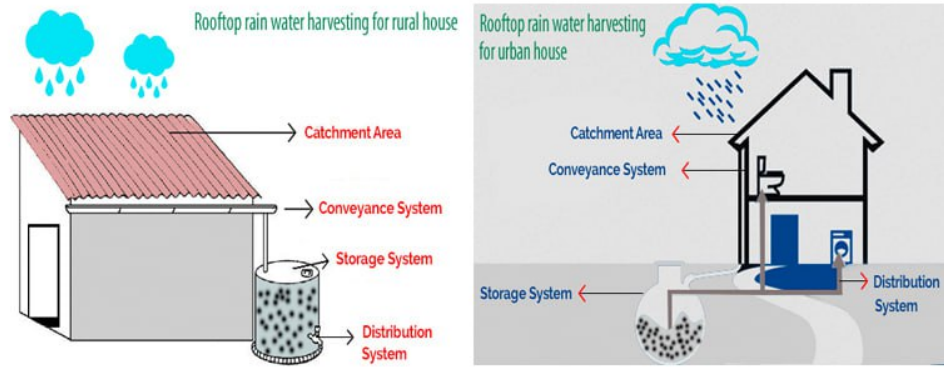 Rooftop rain water harvesting for rural house
Catchment Area
Conveyance System
Storage System
Distribution
System
Rooftop rain water harvesting
for urban house
Catchment Area
Conveyance System
Storage System
Distribution
System